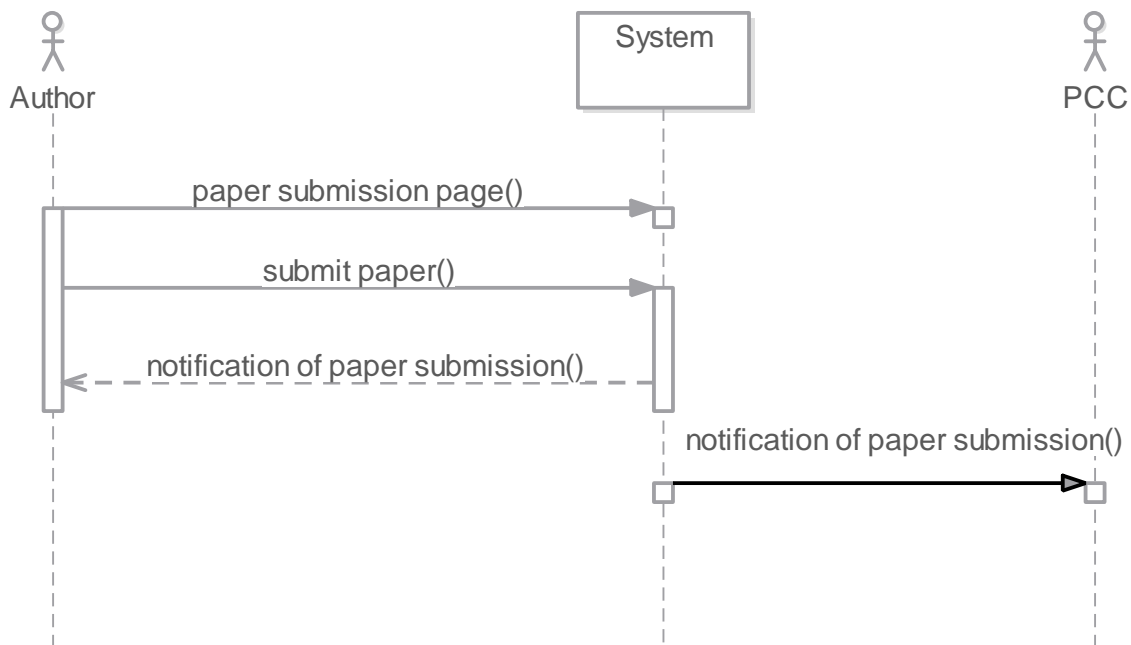 System
Author
PCC
paper submission page()
submit paper()
notification of paper submission()
notification of paper submission()